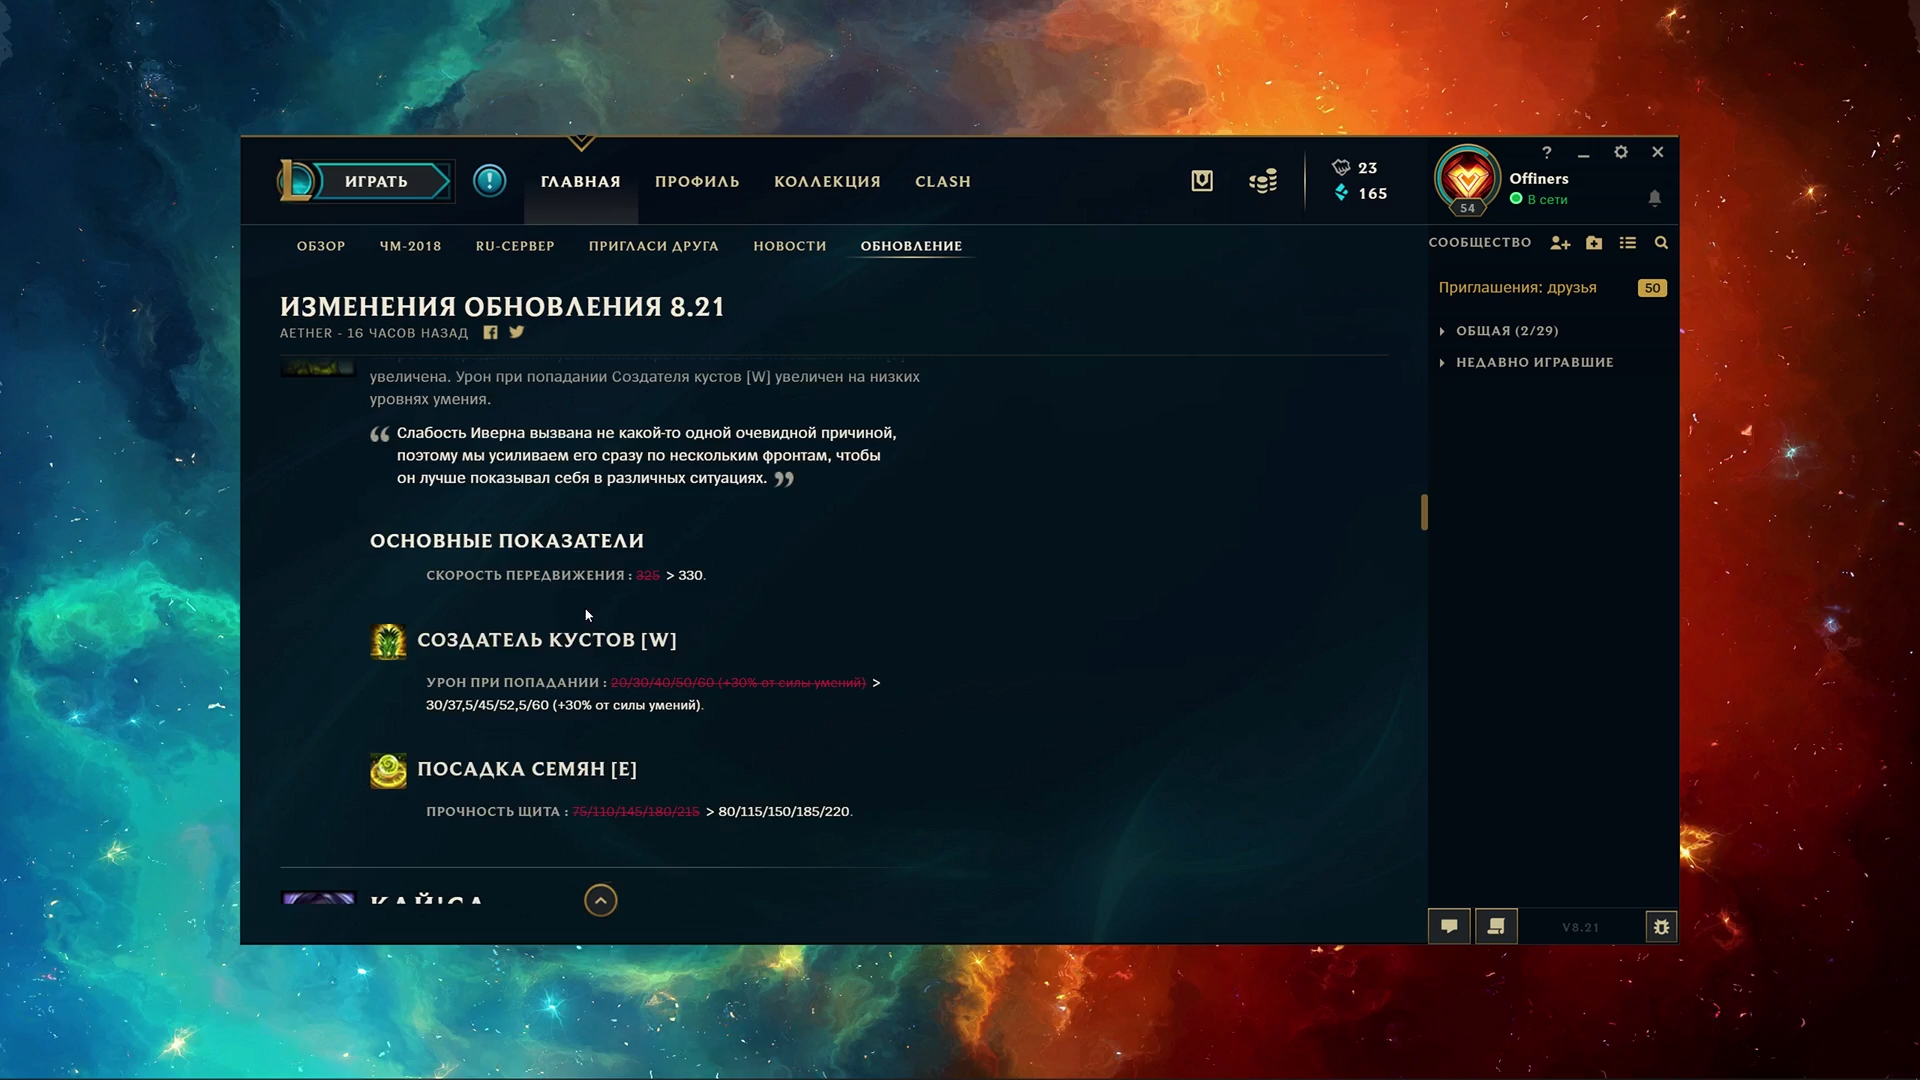 ИГРАТЬ
ГЛАВНАЯ
ПРОФИЛЬ
КОЛЛЕКЦИЯ
CLASH
23
165
54
?
Offiners
В сети
ОБЗОР
ЧМ-2018
RU-СЕРВЕР
ПРИГЛАСИ ДРУГА
НОВОСТИ
ОБНОВЛЕНИЕ
СООБЩЕСТВО
Приглашения: друзья
50
ОБЩАЯ (2/29)
НЕДАВНО ИГРАВШИЕ
ИЗМЕНЕНИЯ ОБНОВЛЕНИЯ 8.21
AETHER - 16 ЧАСОВ НАЗАД
увеличена. Урон при попадании Создателя кустов [W] увеличен на низких
уровнях умения.
“ Слабость Иверна вызвана не какой-то одной очевидной причиной,
поэтому мы усиливаем его сразу по нескольким фронтам, чтобы
он лучше показывал себя в различных ситуациях. ”
ОСНОВНЫЕ ПОКАЗАТЕЛИ
СКОРОСТЬ ПЕРЕДВИЖЕНИЯ : 325 > 330.
СОЗДАТЕЛЬ КУСТОВ [W]
УРОН ПРИ ПОПАДАНИИ : 20/30/40/50/60 (+30% от силы умений) >
30/37,5/45/52,5/60 (+30% от силы умений).
ПОСАДКА СЕМЯН [E]
ПРОЧНОСТЬ ЩИТА : 75/110/145/180/215 > 80/115/150/185/220.
КАЙ'СА
V8.21